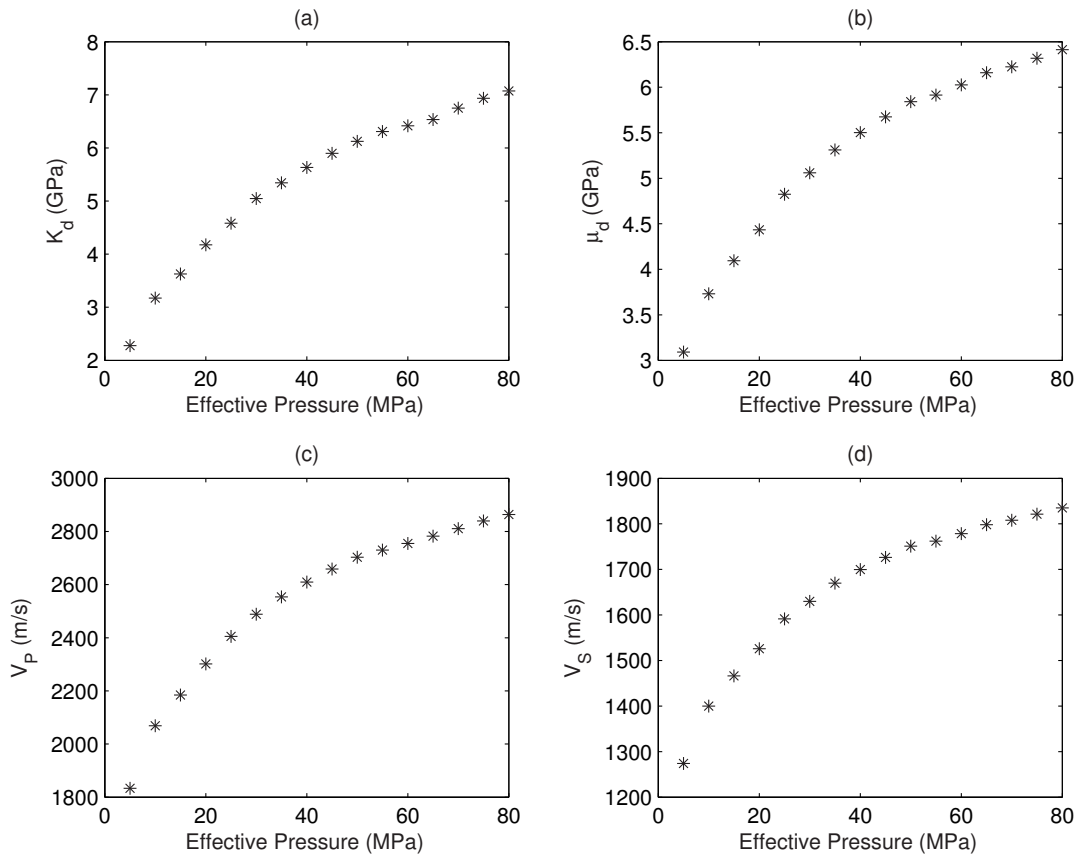 (a)
8
7
6
5
4
3
2
K_d (GPa)
0 20 40 60 80
Effective Pressure (MPa)
(b)
6.5
6
5.5
5
4.5
4
3.5
3
μ_d (GPa)
0 20 40 60 80
Effective Pressure (MPa)
(c)
3000
2800
2600
2400
2200
2000
1800
V_P (m/s)
0 20 40 60 80
Effective Pressure (MPa)
(d)
1900
1800
1700
1600
1500
1400
1300
1200
V_S (m/s)
0 20 40 60 80
Effective Pressure (MPa)